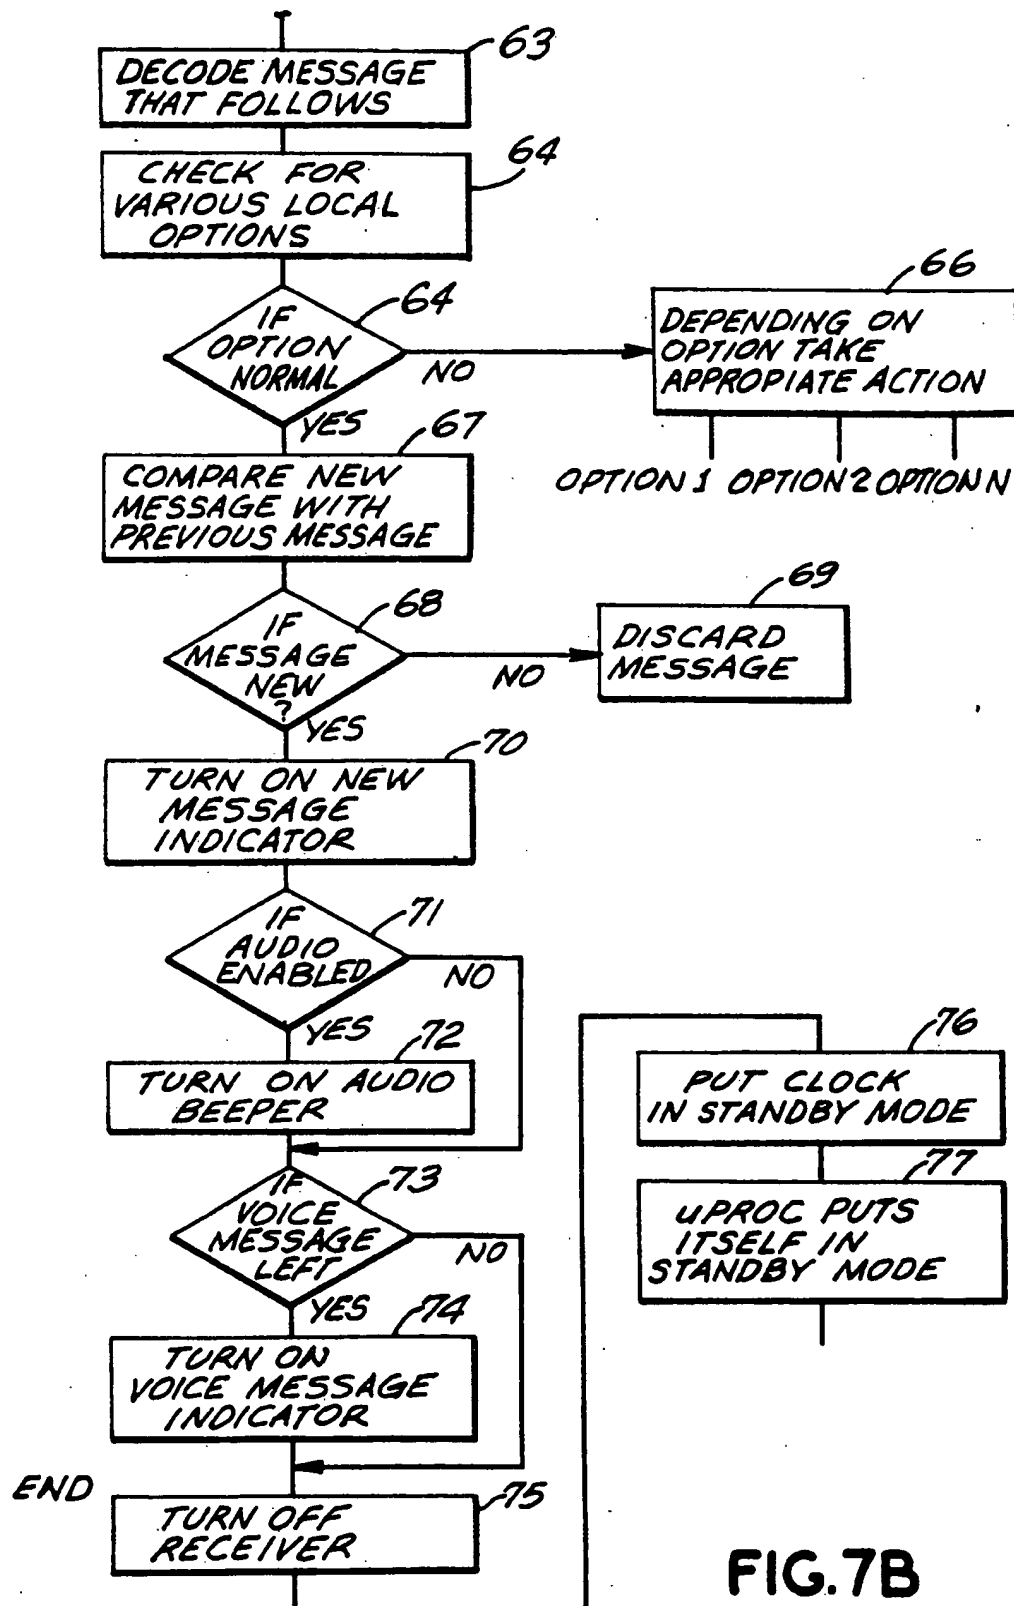 63
DECODE MESSAGE
THAT FOLLOWS
64
CHECK FOR
VARIOUS LOCAL
OPTIONS
64
IF
OPTION
NORMAL
NO
YES
66
DEPENDING ON
OPTION TAKE
APPROPIATE ACTION
OPTION 1 OPTION 2 OPTION N
67
COMPARE NEW
MESSAGE WITH
PREVIOUS MESSAGE
68
IF
MESSAGE
NEW
?
NO
YES
69
DISCARD
MESSAGE
70
TURN ON NEW
MESSAGE
INDICATOR
71
IF
AUDIO
ENABLED
NO
YES
72
TURN ON AUDIO
BEEPER
73
IF
VOICE
MESSAGE
LEFT
NO
YES
74
TURN ON
VOICE MESSAGE
INDICATOR
END
75
TURN OFF
RECEIVER
76
PUT CLOCK
IN STANDBY MODE
77
uPROC PUTS
ITSELF IN
STANDBY MODE
FIG. 7B